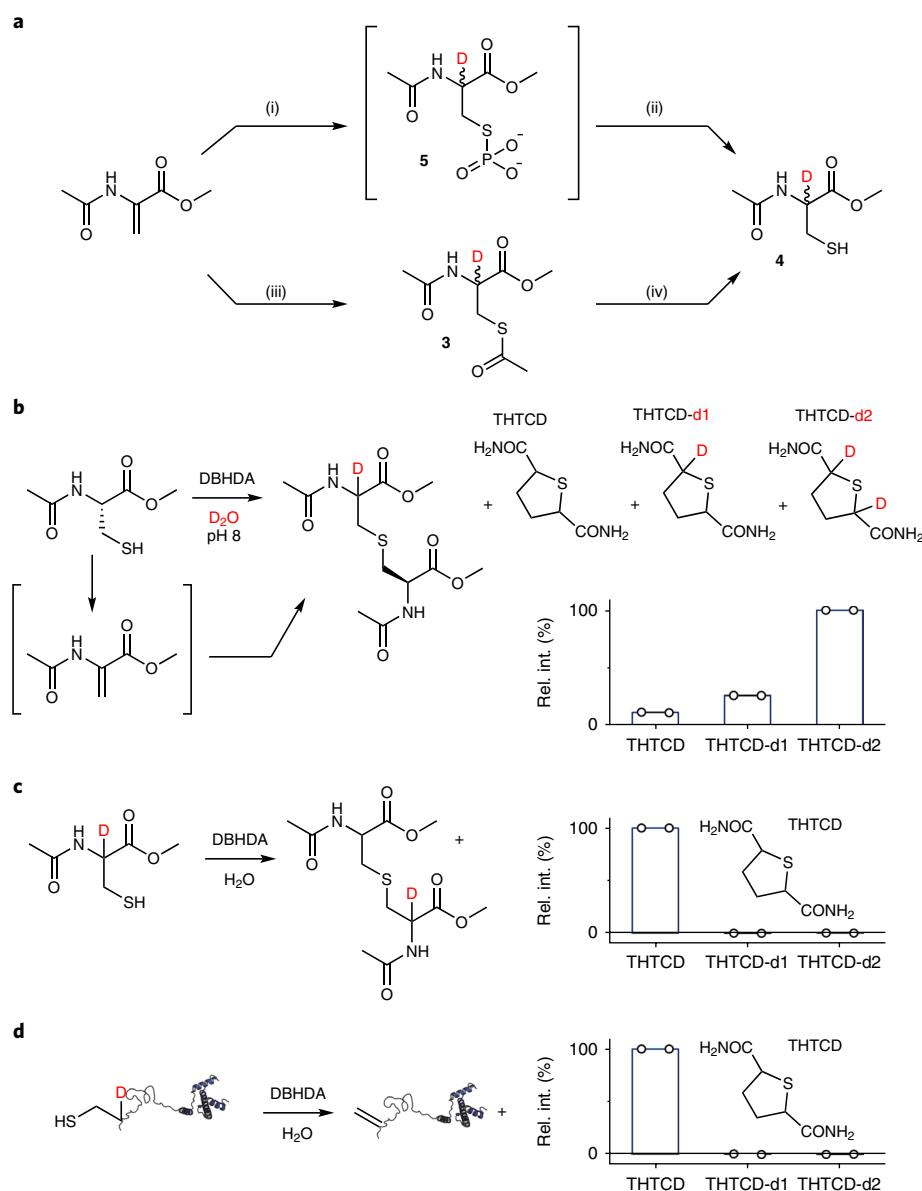 a
(i)
(ii)
(iii)
(iv)
H
N
O
O
O
H
N
D
O
O
O
S
P
O
O⁻
O⁻
5
H
N
D
O
O
O
SH
4
H
N
D
O
O
O
S
O
3
b
H
N
O
O
O
SH
DBHDA
D₂O
pH 8
H
N
D
O
O
O
S
O
O
N
H
O
+
THTCD
H₂NOC
S
CONH₂
+
THTCD-d1
H₂NOC
D
S
CONH₂
+
THTCD-d2
H₂NOC
D
S
D
CONH₂
H
N
O
O
O
Rel. int. (%)
100
0
THTCD
THTCD-d1
THTCD-d2
c
H
N
D
O
O
O
SH
DBHDA
H₂O
H
N
O
O
O
S
D
O
O
NH
O
+
Rel. int. (%)
100
0
H₂NOC
S
CONH₂
THTCD
THTCD
THTCD-d1
THTCD-d2
d
HS
D
DBHDA
H₂O
+
Rel. int. (%)
100
0
H₂NOC
S
CONH₂
THTCD
THTCD
THTCD-d1
THTCD-d2